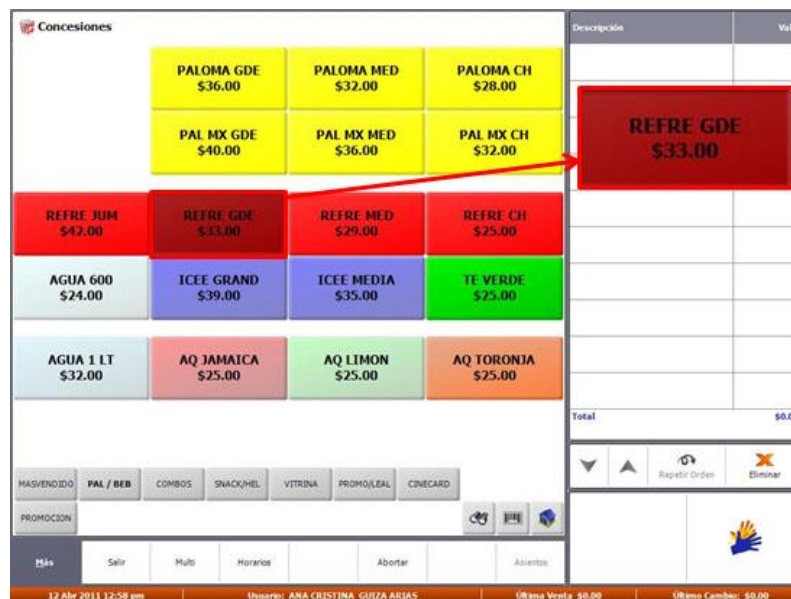 Concesiones
Descripción
PALOMA GDE
$36.00
PALOMA MED
$32.00
PALOMA CH
$28.00
PAL MX GDE
$40.00
PAL MX MED
$36.00
PAL MX CH
$32.00
REFRE GDE
$33.00
REFRE JUM
$42.00
REFRE GDE
$33.00
REFRE MED
$29.00
REFRE CH
$25.00
AGUA 600
$24.00
ICEE GRAND
$39.00
ICEE MEDIA
$35.00
TE VERDE
$25.00
AGUA 1 LT
$32.00
AQ JAMAICA
$25.00
AQ LIMON
$25.00
AQ TORONJA
$25.00
Total
MASVENDIDO
PAL / BEB
COMBOS
SNACK/HEL
VITRINA
PROMO/LEAL
CINECARD
PROMOCION
Repetir Orden
Eliminar
Más
Salir
Multi
Horarios
Abortar
Asientos
12 Abr 2011 12:58 pm
Usuario: ANA CRISTINA GUIZA ARIAS
Última Venta $0.00
Último Cambio: $0.00